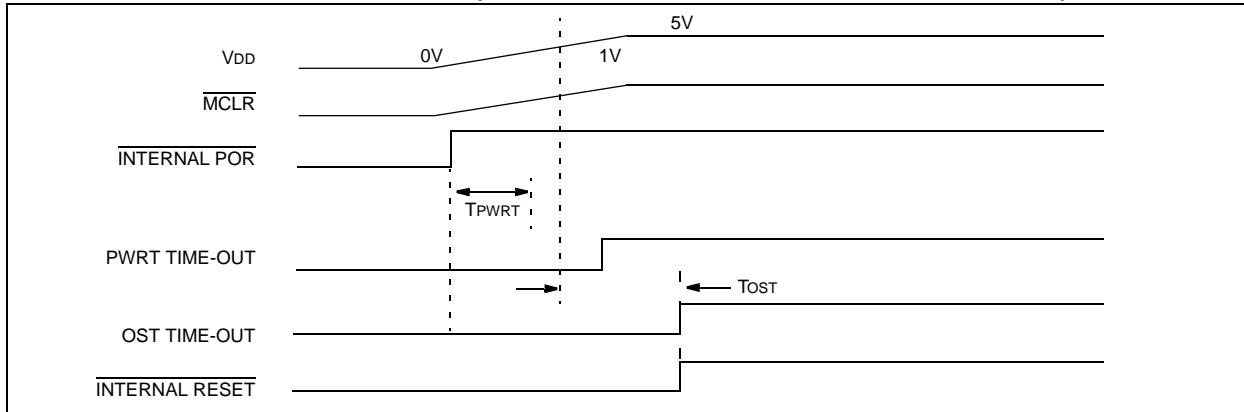 5V
VDD 0V 1V
MCLR
INTERNAL POR
TPWRT
PWRT TIME-OUT
TOST
OST TIME-OUT
INTERNAL RESET